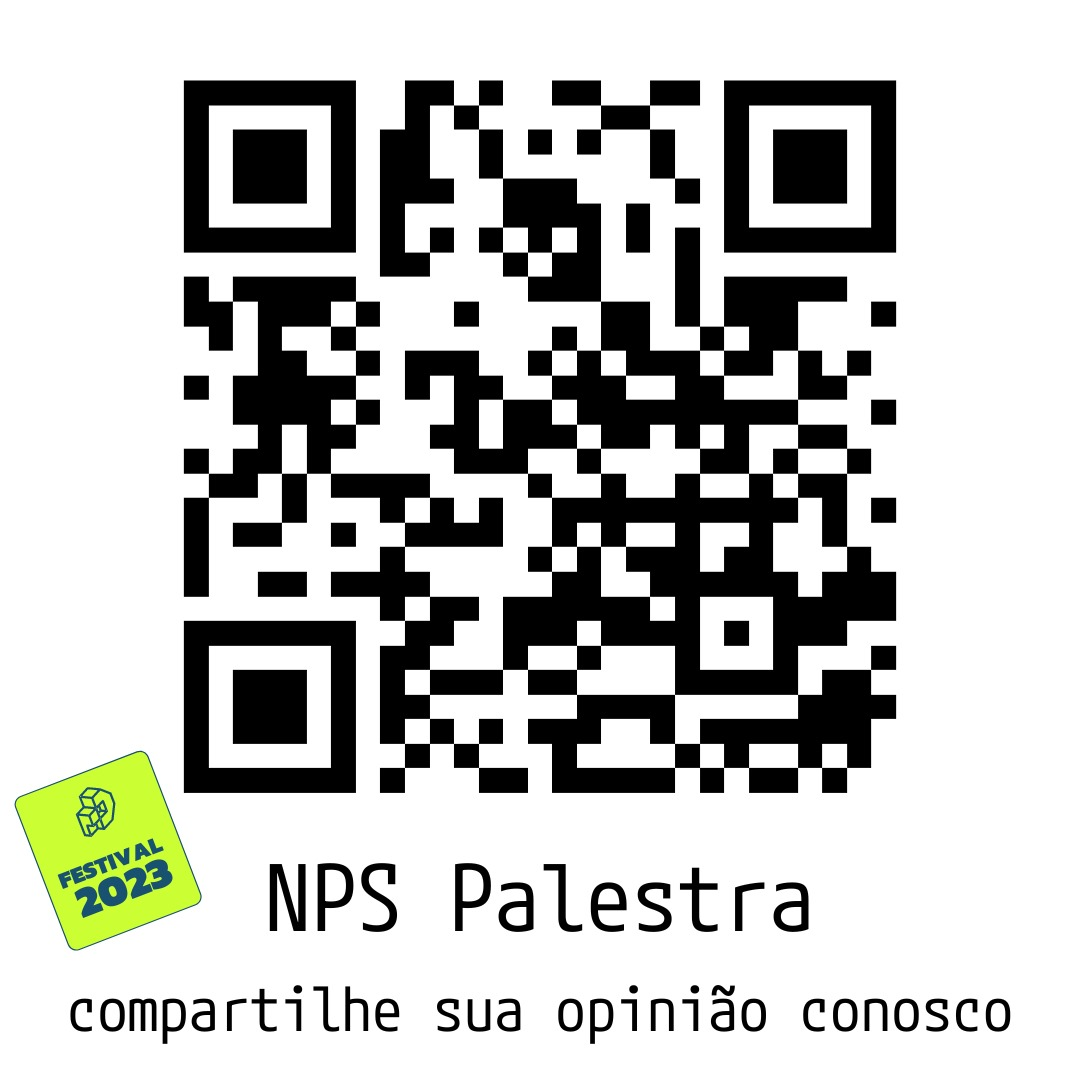 FESTIVAL
2023
NPS Palestra
compartilhe sua opinião conosco